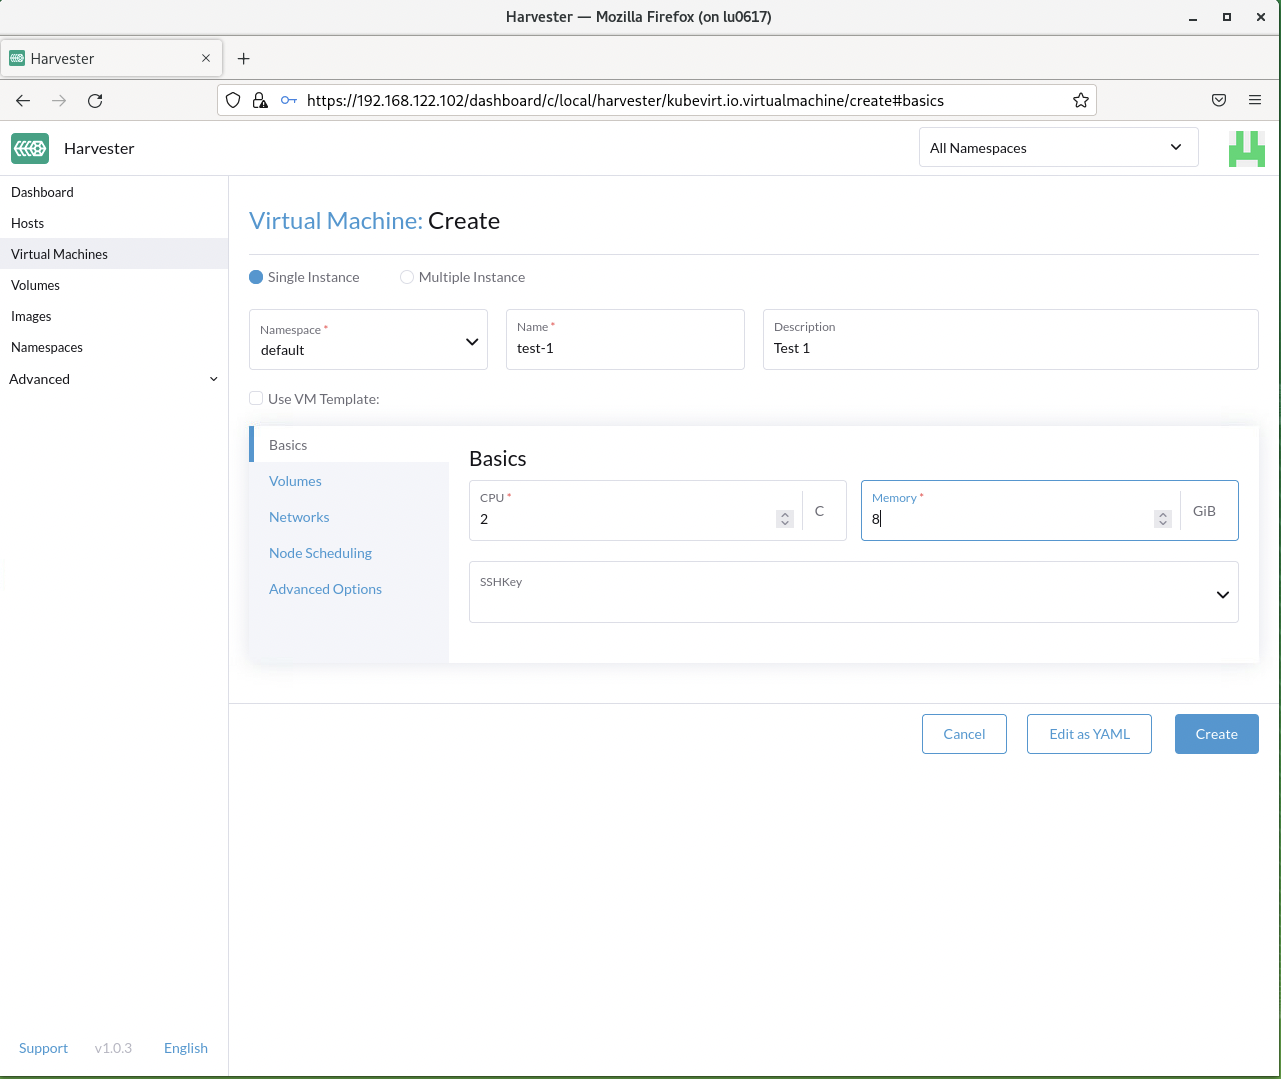 Harvester — Mozilla Firefox (on lu0617)
Harvester
https://192.168.122.102/dashboard/c/local/harvester/kubevirt.io.virtualmachine/create#basics
Harvester
All Namespaces
Dashboard
Hosts
Virtual Machines
Volumes
Images
Namespaces
Advanced
Virtual Machine: Create
Single Instance Multiple Instance
Namespace *
default
Name *
test-1
Description
Test 1
Use VM Template:
Basics
Volumes
Networks
Node Scheduling
Advanced Options
Basics
CPU *
2
C
Memory *
8
GiB
SSHKey
Cancel
Edit as YAML
Create
Support v1.0.3 English